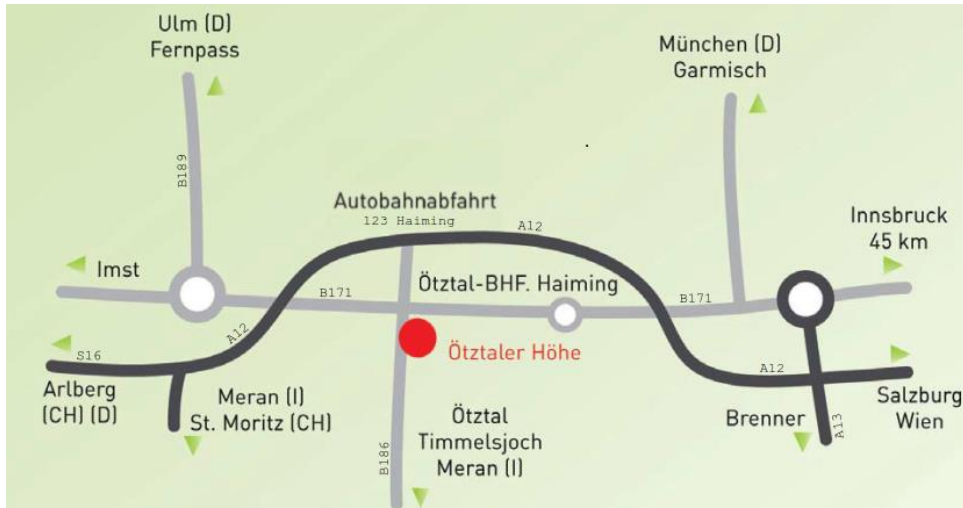 Ulm (D)
Fernpass
München (D)
Garmisch
B189
Autobahnabfahrt
123 Haiming
A12
Innsbruck
45 km
Imst
B171
Ötztal-BHF. Haiming
B171
A12
Ötztaler Höhe
S16
A12
Arlberg
(CH) (D)
Meran (I)
St. Moritz (CH)
Ötztal
Timmelsjoch
Meran (I)
B186
Brenner
A13
Salzburg
Wien